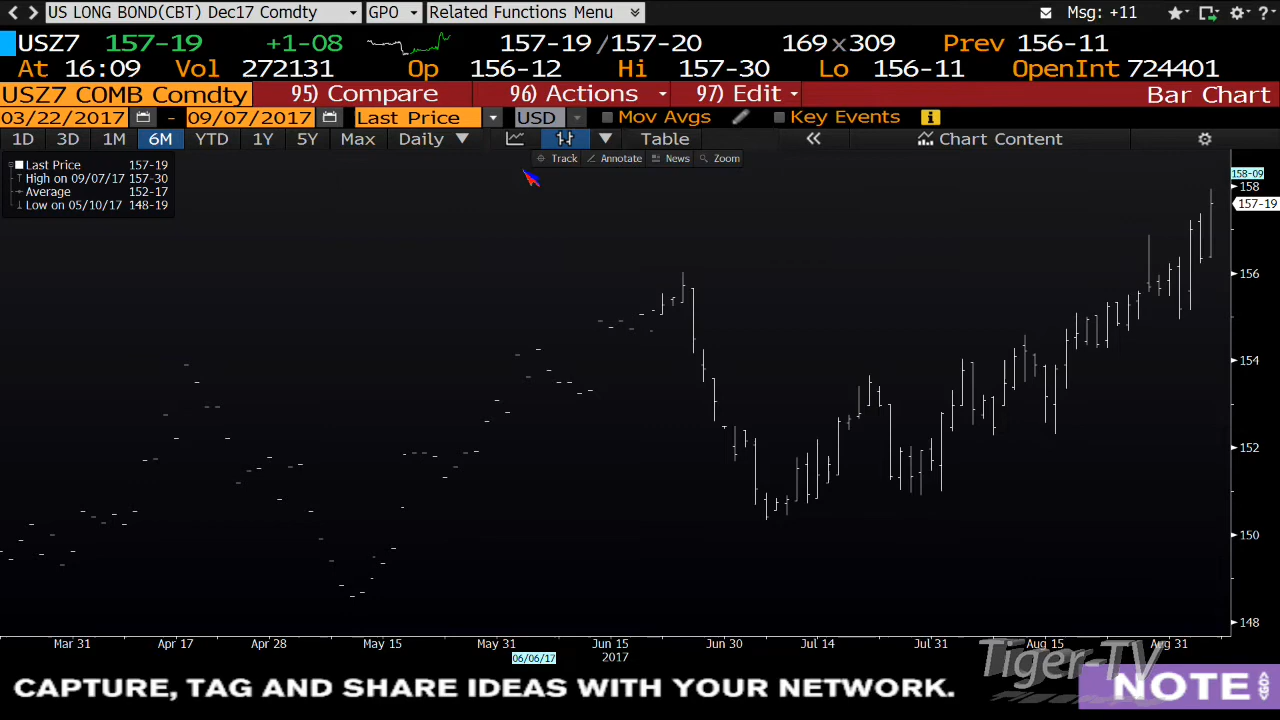 US LONG BOND(CBT) Dec17 Comdty GPO Related Functions Menu Msg: +11 ?
USZ7 157-19 +1-08 157-19/157-20 169x309 Prev 156-11
At 16:09 Vol 272131 Op 156-12 Hi 157-30 Lo 156-11 OpenInt 724401
USZ7 COMB Comdty 95) Compare 96) Actions 97) Edit Bar Chart
03/22/2017 - 09/07/2017 Last Price USD Mov Avgs Key Events i
1D 3D 1M 6M YTD 1Y 5Y Max Daily Table « Chart Content
Track Annotate News Zoom
Last Price 157-19
High on 09/07/17 157-30
Average 152-17
Low on 05/10/17 148-19
158-09
158
157-19
156
154
152
150
148
Mar 31 Apr 17 Apr 28 May 15 May 31 Jun 15 Jun 30 Jul 14 Jul 31 Aug 15 Aug 31
06/06/17 2017
Tiger-TV
CAPTURE, TAG AND SHARE IDEAS WITH YOUR NETWORK.
NOTE